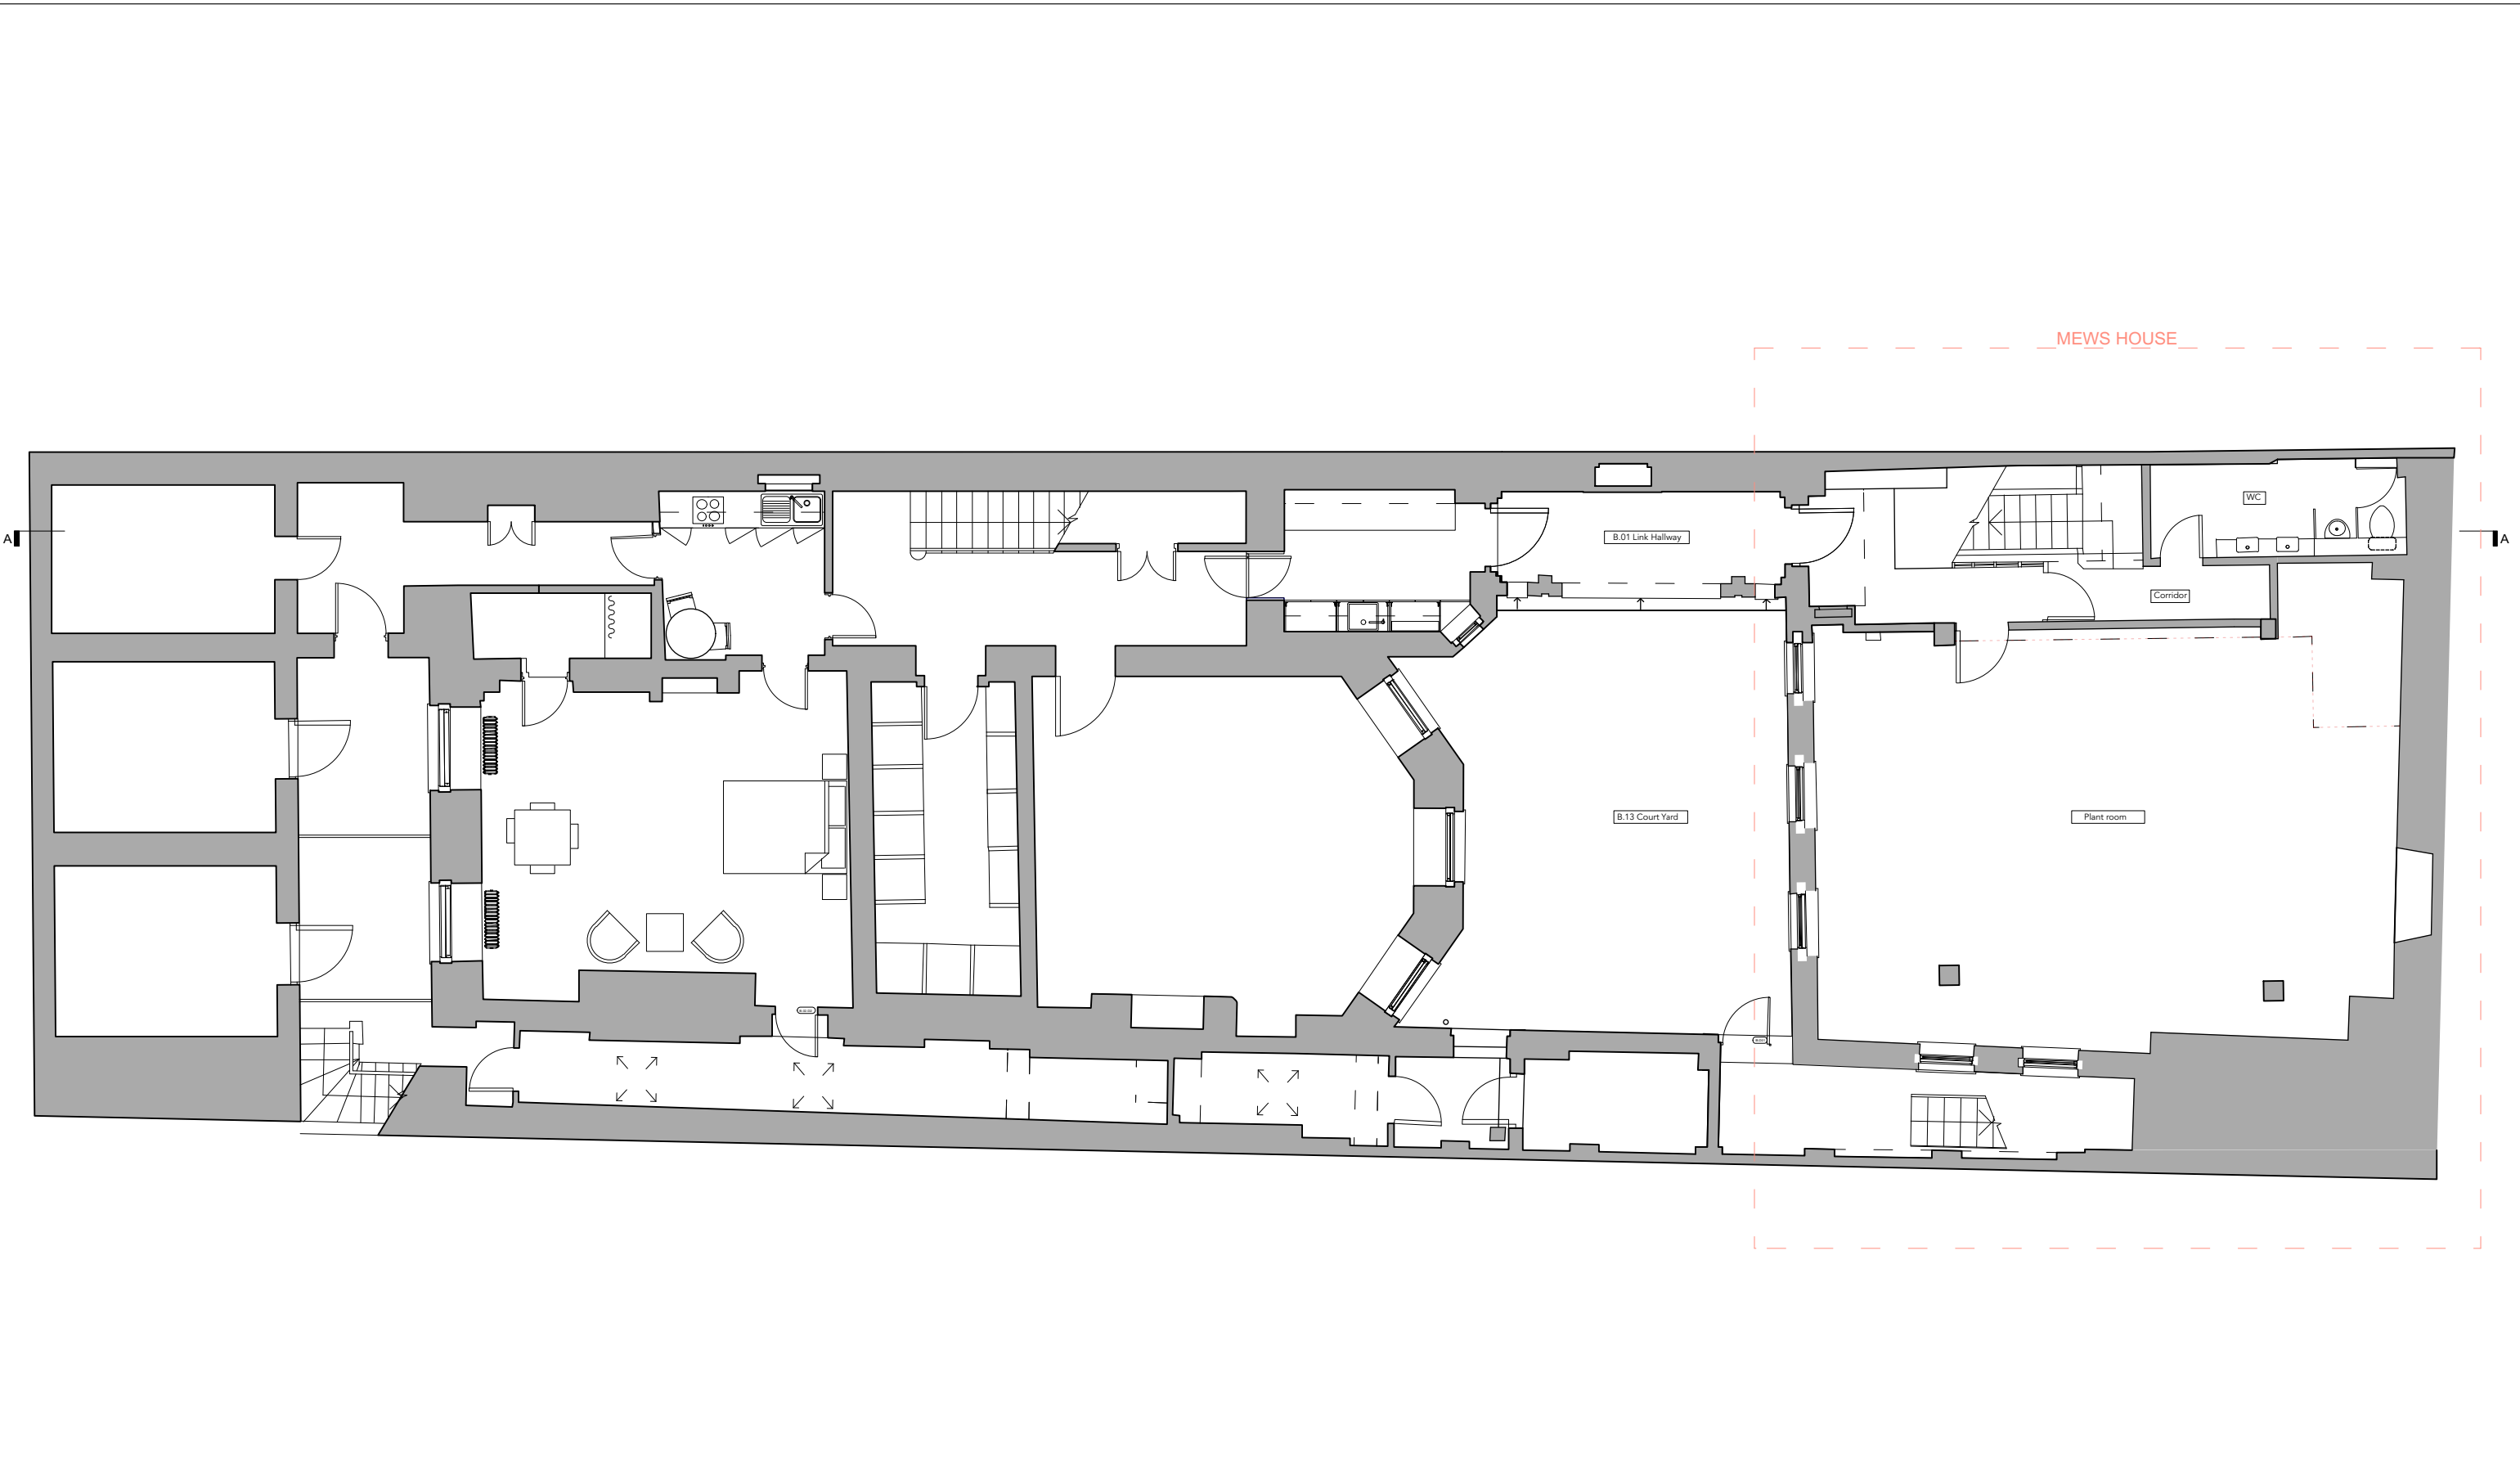 MEWS HOUSE
WC
A
B.01 Link Hallway
A
Corridor
B.13 Court Yard
Plant room